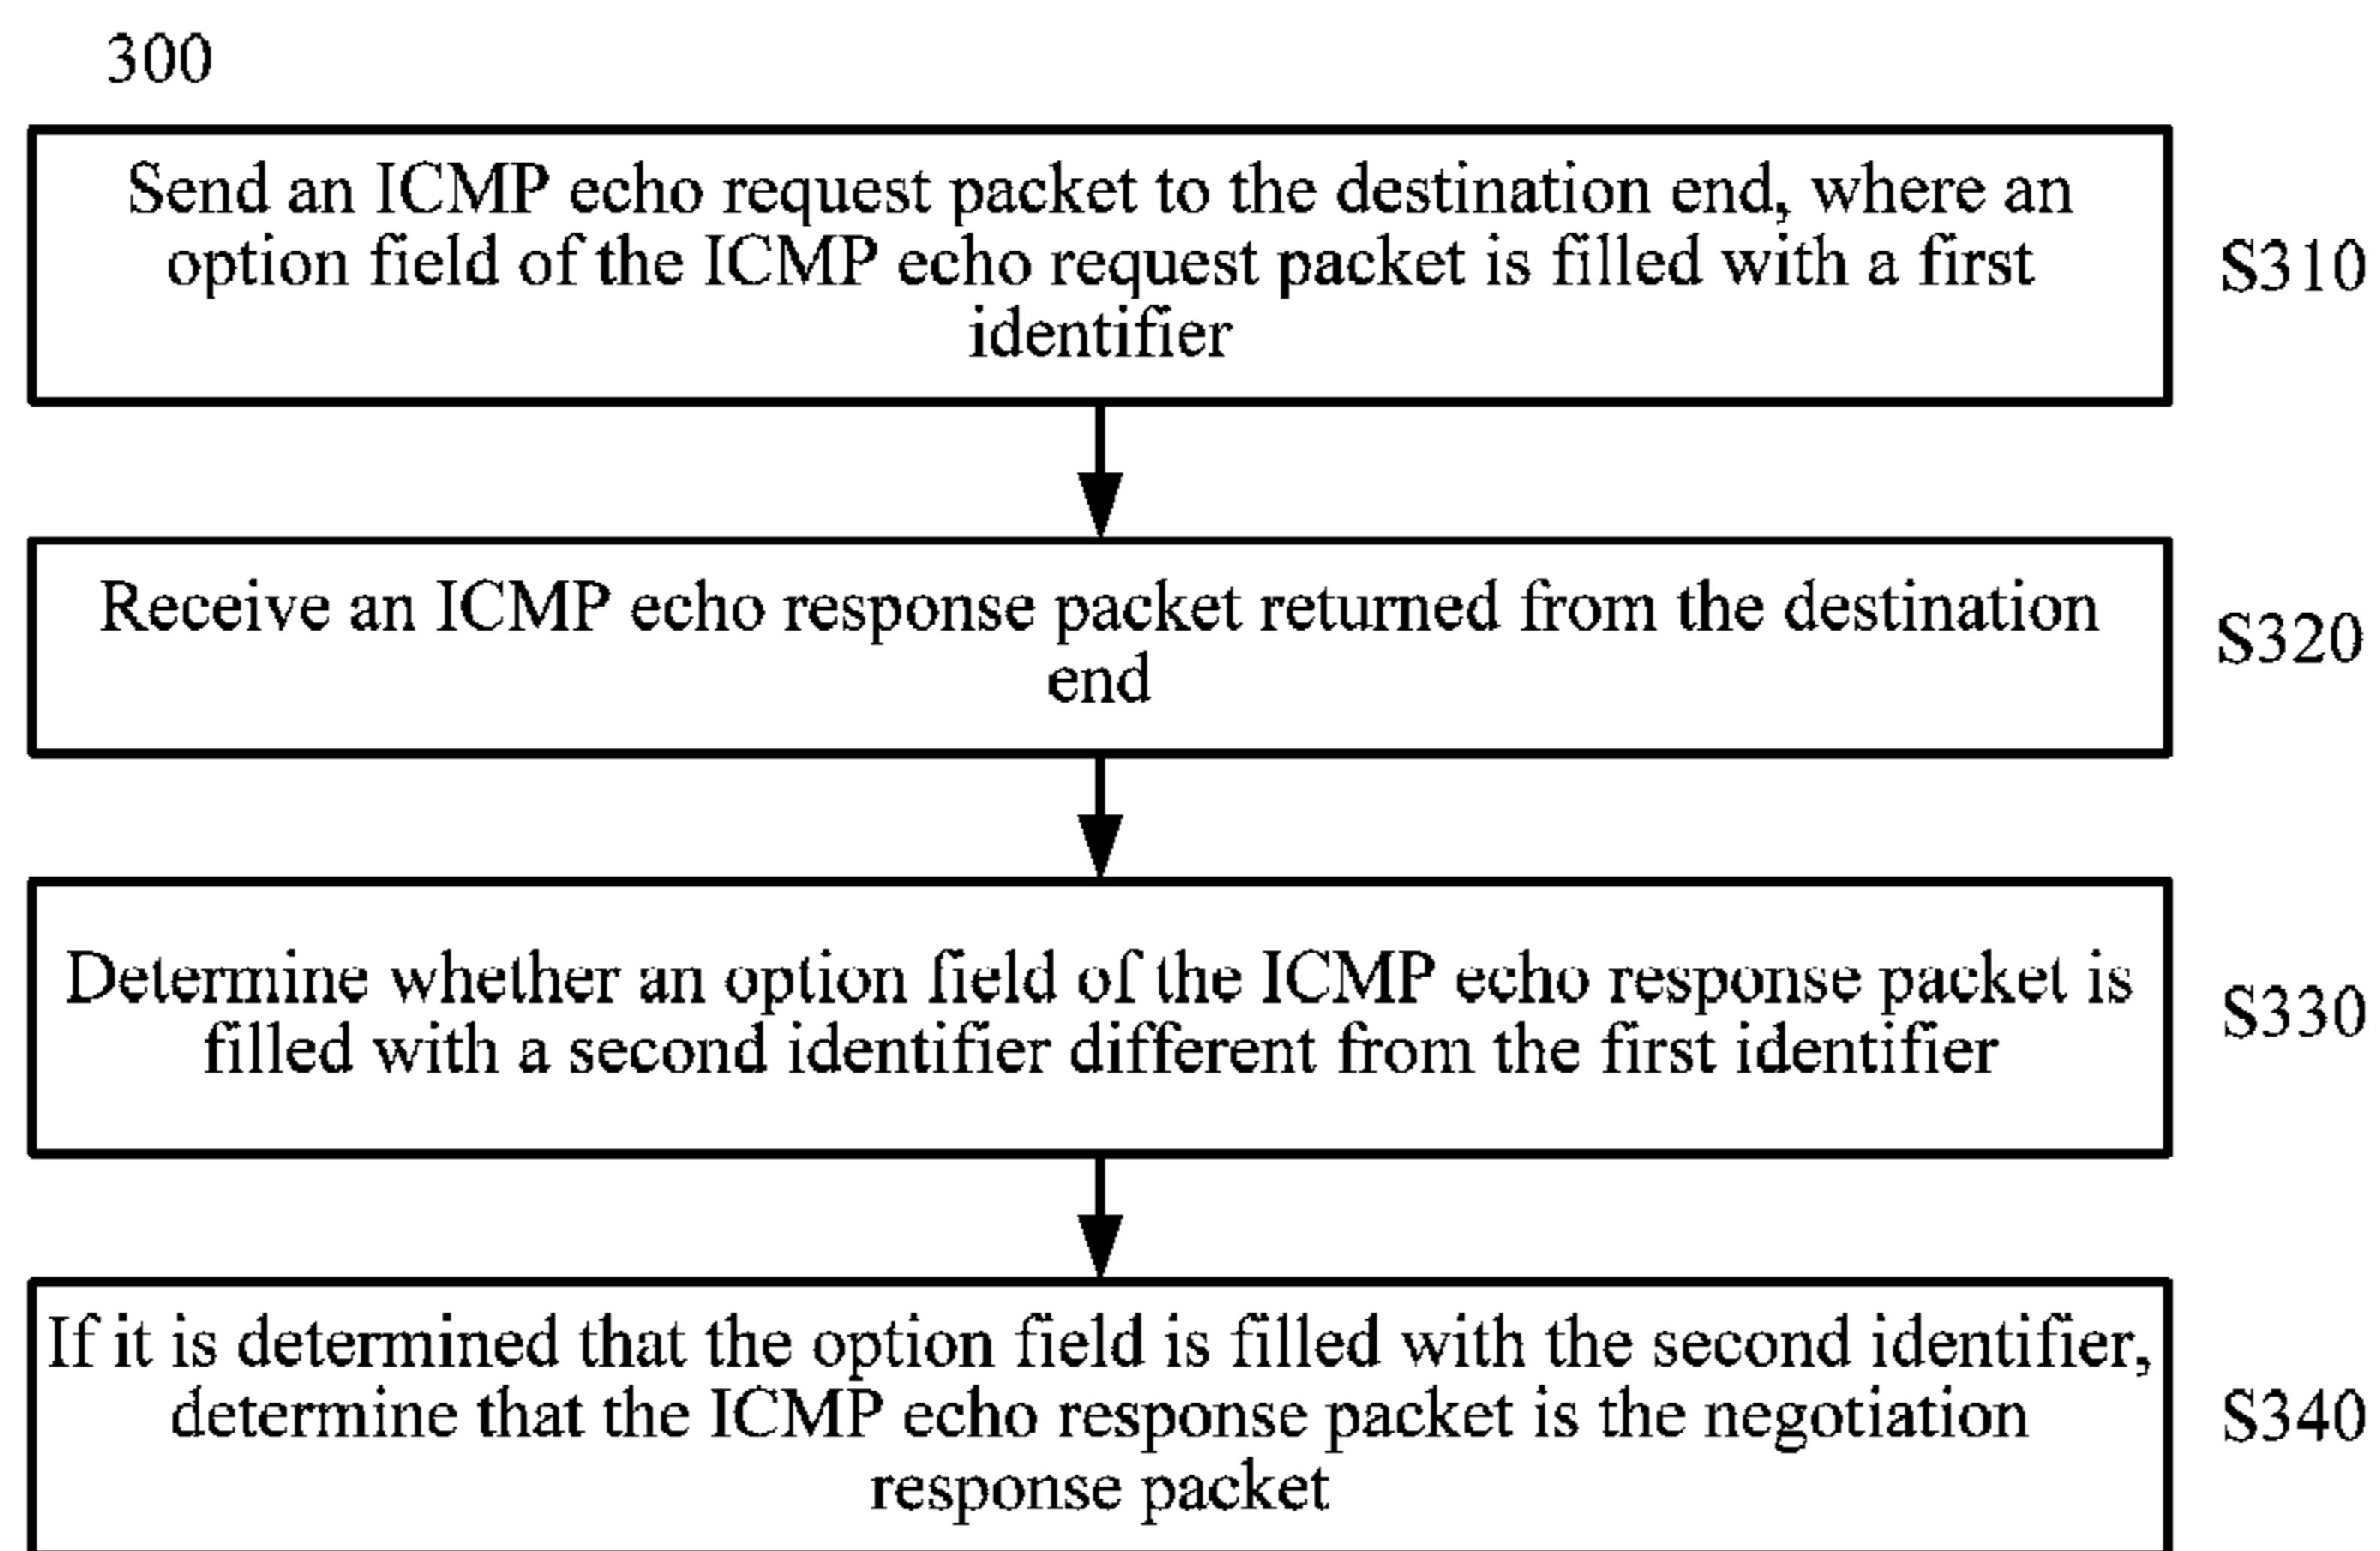 300
Send an ICMP echo request packet to the destination end, where an
option field of the ICMP echo request packet is filled with a first
identifier
S310
Receive an ICMP echo response packet returned from the destination
end
S320
Determine whether an option field of the ICMP echo response packet is
filled with a second identifier different from the first identifier
S330
If it is determined that the option field is filled with the second identifier,
determine that the ICMP echo response packet is the negotiation
response packet
S340